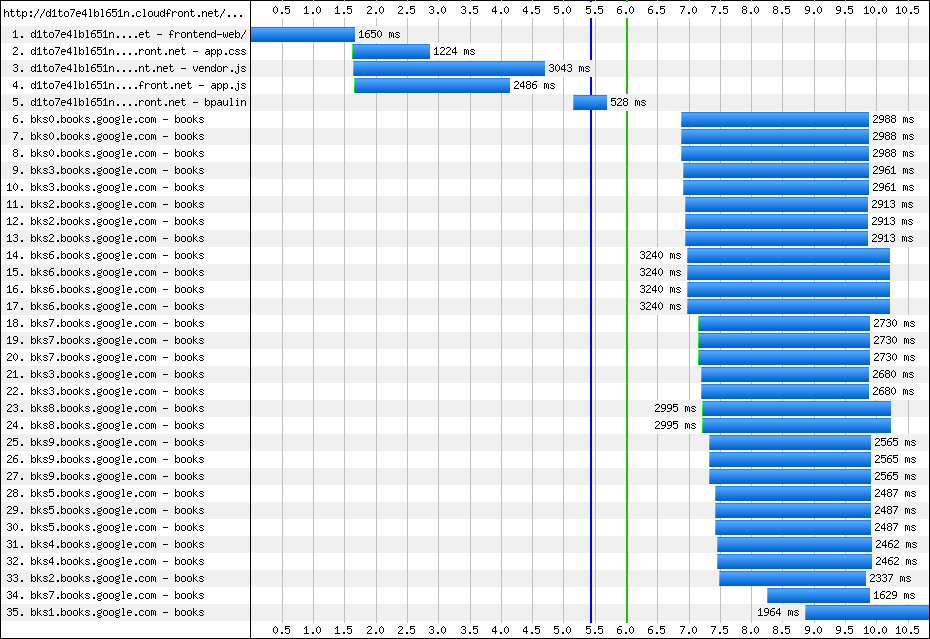 http://d1to7e4lbl651n.cloudfront.net/... 0.5 1.0 1.5 2.0 2.5 3.0 3.5 4.0 4.5 5.0 5.5 6.0 6.5 7.0 7.5 8.0 8.5 9.0 9.5 10.0 10.5
1. d1to7e4lbl651n....et - frontend-web/ 1650 ms
2. d1to7e4lbl651n....ront.net - app.css 1224 ms
3. d1to7e4lbl651n....nt.net - vendor.js 3043 ms
4. d1to7e4lbl651n....front.net - app.js 2486 ms
5. d1to7e4lbl651n....ront.net - bpaulin 528 ms
6. bks0.books.google.com - books 2988 ms
7. bks0.books.google.com - books 2988 ms
8. bks0.books.google.com - books 2988 ms
9. bks3.books.google.com - books 2961 ms
10. bks3.books.google.com - books 2961 ms
11. bks2.books.google.com - books 2913 ms
12. bks2.books.google.com - books 2913 ms
13. bks2.books.google.com - books 2913 ms
14. bks6.books.google.com - books 3240 ms
15. bks6.books.google.com - books 3240 ms
16. bks6.books.google.com - books 3240 ms
17. bks6.books.google.com - books 3240 ms
18. bks7.books.google.com - books 2730 ms
19. bks7.books.google.com - books 2730 ms
20. bks7.books.google.com - books 2730 ms
21. bks3.books.google.com - books 2680 ms
22. bks3.books.google.com - books 2680 ms
23. bks8.books.google.com - books 2995 ms
24. bks8.books.google.com - books 2995 ms
25. bks9.books.google.com - books 2565 ms
26. bks9.books.google.com - books 2565 ms
27. bks9.books.google.com - books 2565 ms
28. bks5.books.google.com - books 2487 ms
29. bks5.books.google.com - books 2487 ms
30. bks5.books.google.com - books 2487 ms
31. bks4.books.google.com - books 2462 ms
32. bks4.books.google.com - books 2462 ms
33. bks2.books.google.com - books 2337 ms
34. bks7.books.google.com - books 1629 ms
35. bks1.books.google.com - books 1964 ms
0.5 1.0 1.5 2.0 2.5 3.0 3.5 4.0 4.5 5.0 5.5 6.0 6.5 7.0 7.5 8.0 8.5 9.0 9.5 10.0 10.5